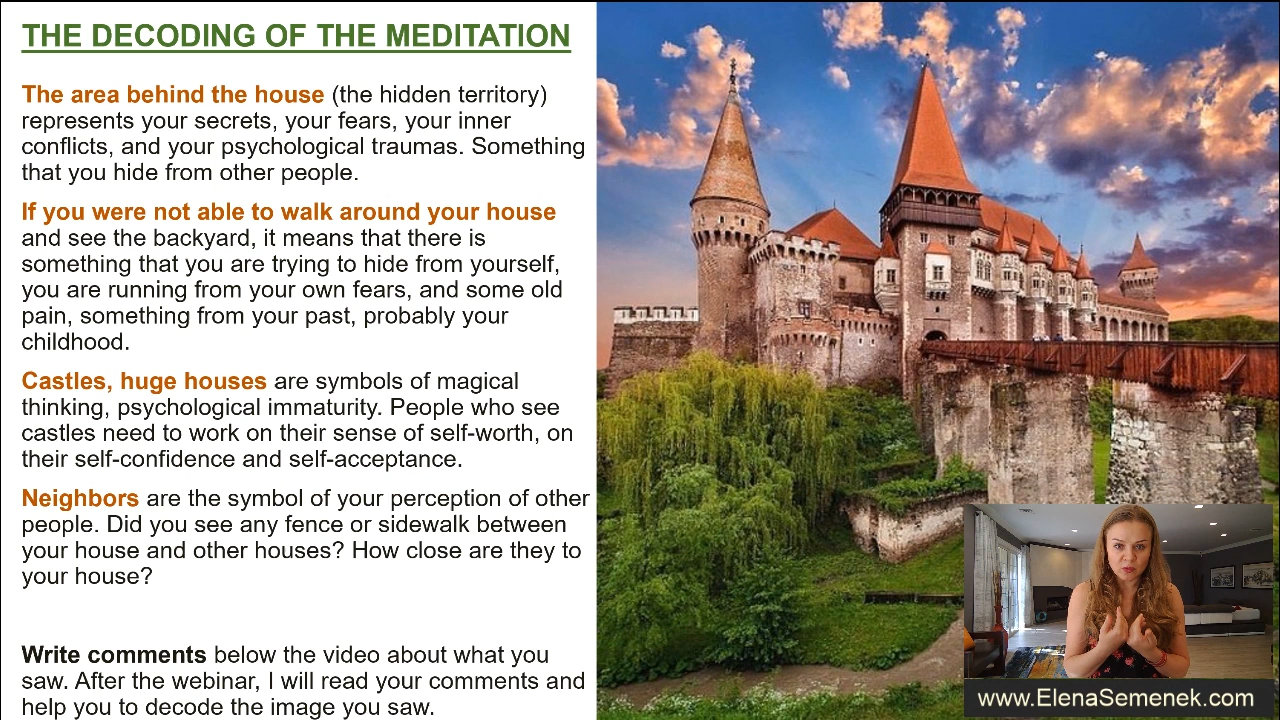 THE DECODING OF THE MEDITATION
The area behind the house (the hidden territory)
represents your secrets, your fears, your inner
conflicts, and your psychological traumas. Something
that you hide from other people.
If you were not able to walk around your house
and see the backyard, it means that there is
something that you are trying to hide from yourself,
you are running from your own fears, and some old
pain, something from your past, probably your
childhood.
Castles, huge houses are symbols of magical
thinking, psychological immaturity. People who see
castles need to work on their sense of self-worth, on
their self-confidence and self-acceptance.
Neighbors are the symbol of your perception of other
people. Did you see any fence or sidewalk between
your house and other houses? How close are they to
your house?
Write comments below the video about what you
saw. After the webinar, I will read your comments and
help you to decode the image you saw.
www.ElenaSemenek.com